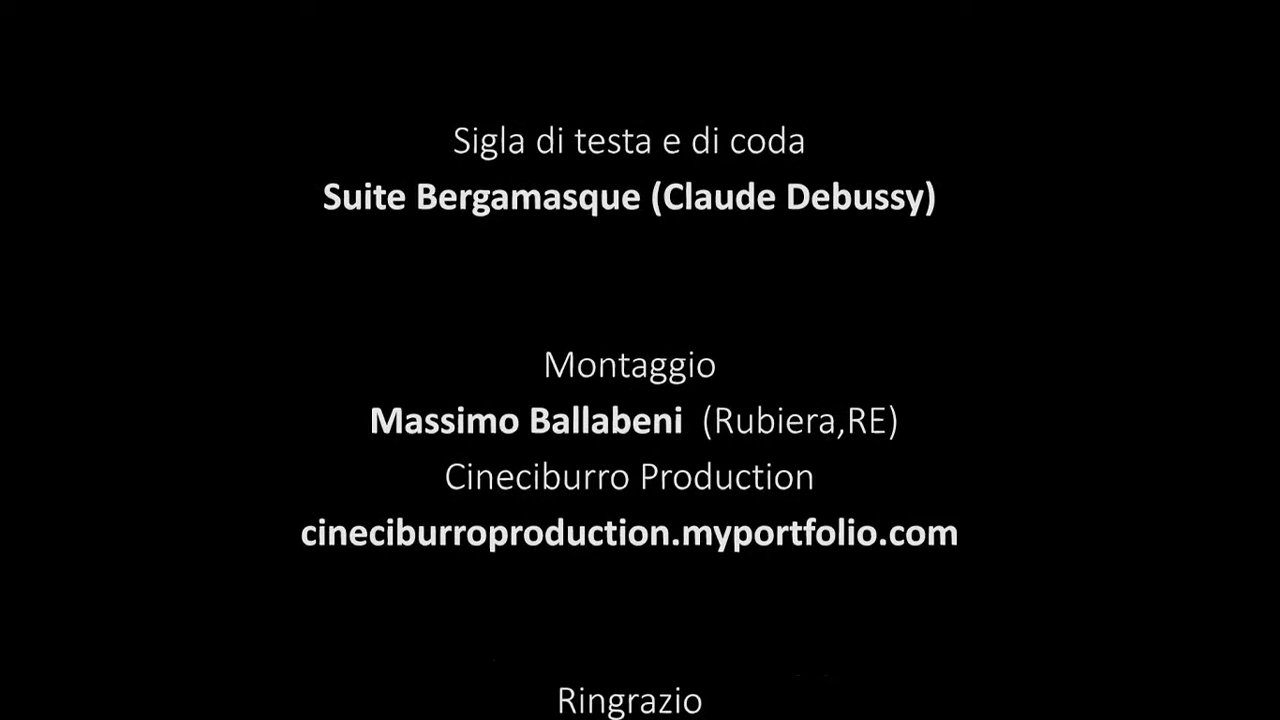 Sigla di testa e di coda
Suite Bergamasque (Claude Debussy)
Montaggio
Massimo Ballabeni (Rubiera,RE)
Cineciburro Production
cineciburroproduction.myportfolio.com
Ringrazio